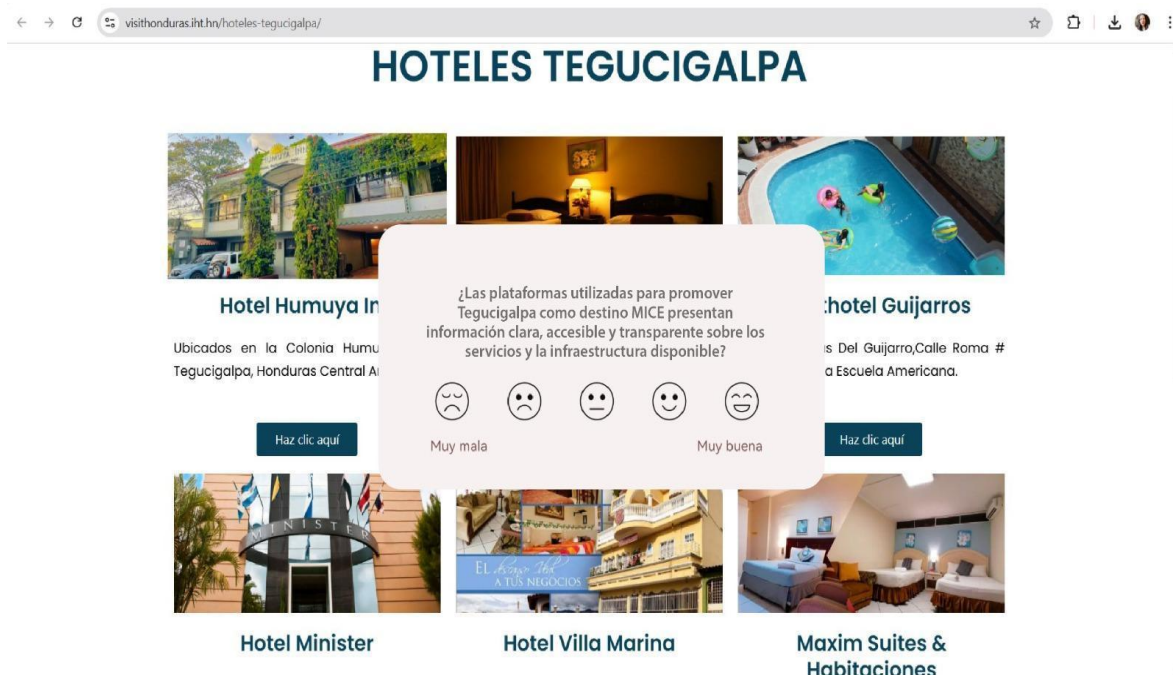 visithonduras.iht.hn/hoteles-tegucigalpa/
HOTELES TEGUCIGALPA
Hotel Humuya In
Ubicados en la Colonia Humu
Tegucigalpa, Honduras Central A
Haz clic aquí
¿Las plataformas utilizadas para promover
Tegucigalpa como destino MICE presentan
información clara, accesible y transparente sobre los
servicios y la infraestructura disponible?
Muy mala
Muy buena
thotel Guijarros
s Del Guijarro,Calle Roma #
a Escuela Americana.
Haz clic aquí
MINISTER
EL descanso Ideal
A TUS NEGOCIOS
Hotel Minister
Hotel Villa Marina
Maxim Suites &
Habitaciones